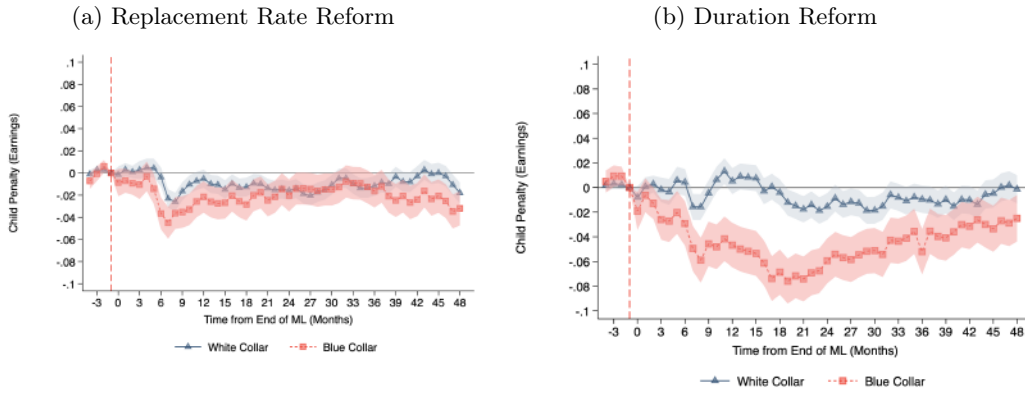 (a) Replacement Rate Reform
.1
.08
.06
.04
.02
0
-.02
-.04
-.06
-.08
-.1
Child Penalty (Earnings)
-3 0 3 6 9 12 15 18 21 24 27 30 33 36 39 42 45 48
Time from End of ML (Months)
White Collar Blue Collar
(b) Duration Reform
.1
.08
.06
.04
.02
0
-.02
-.04
-.06
-.08
-.1
Child Penalty (Earnings)
-3 0 3 6 9 12 15 18 21 24 27 30 33 36 39 42 45 48
Time from End of ML (Months)
White Collar Blue Collar